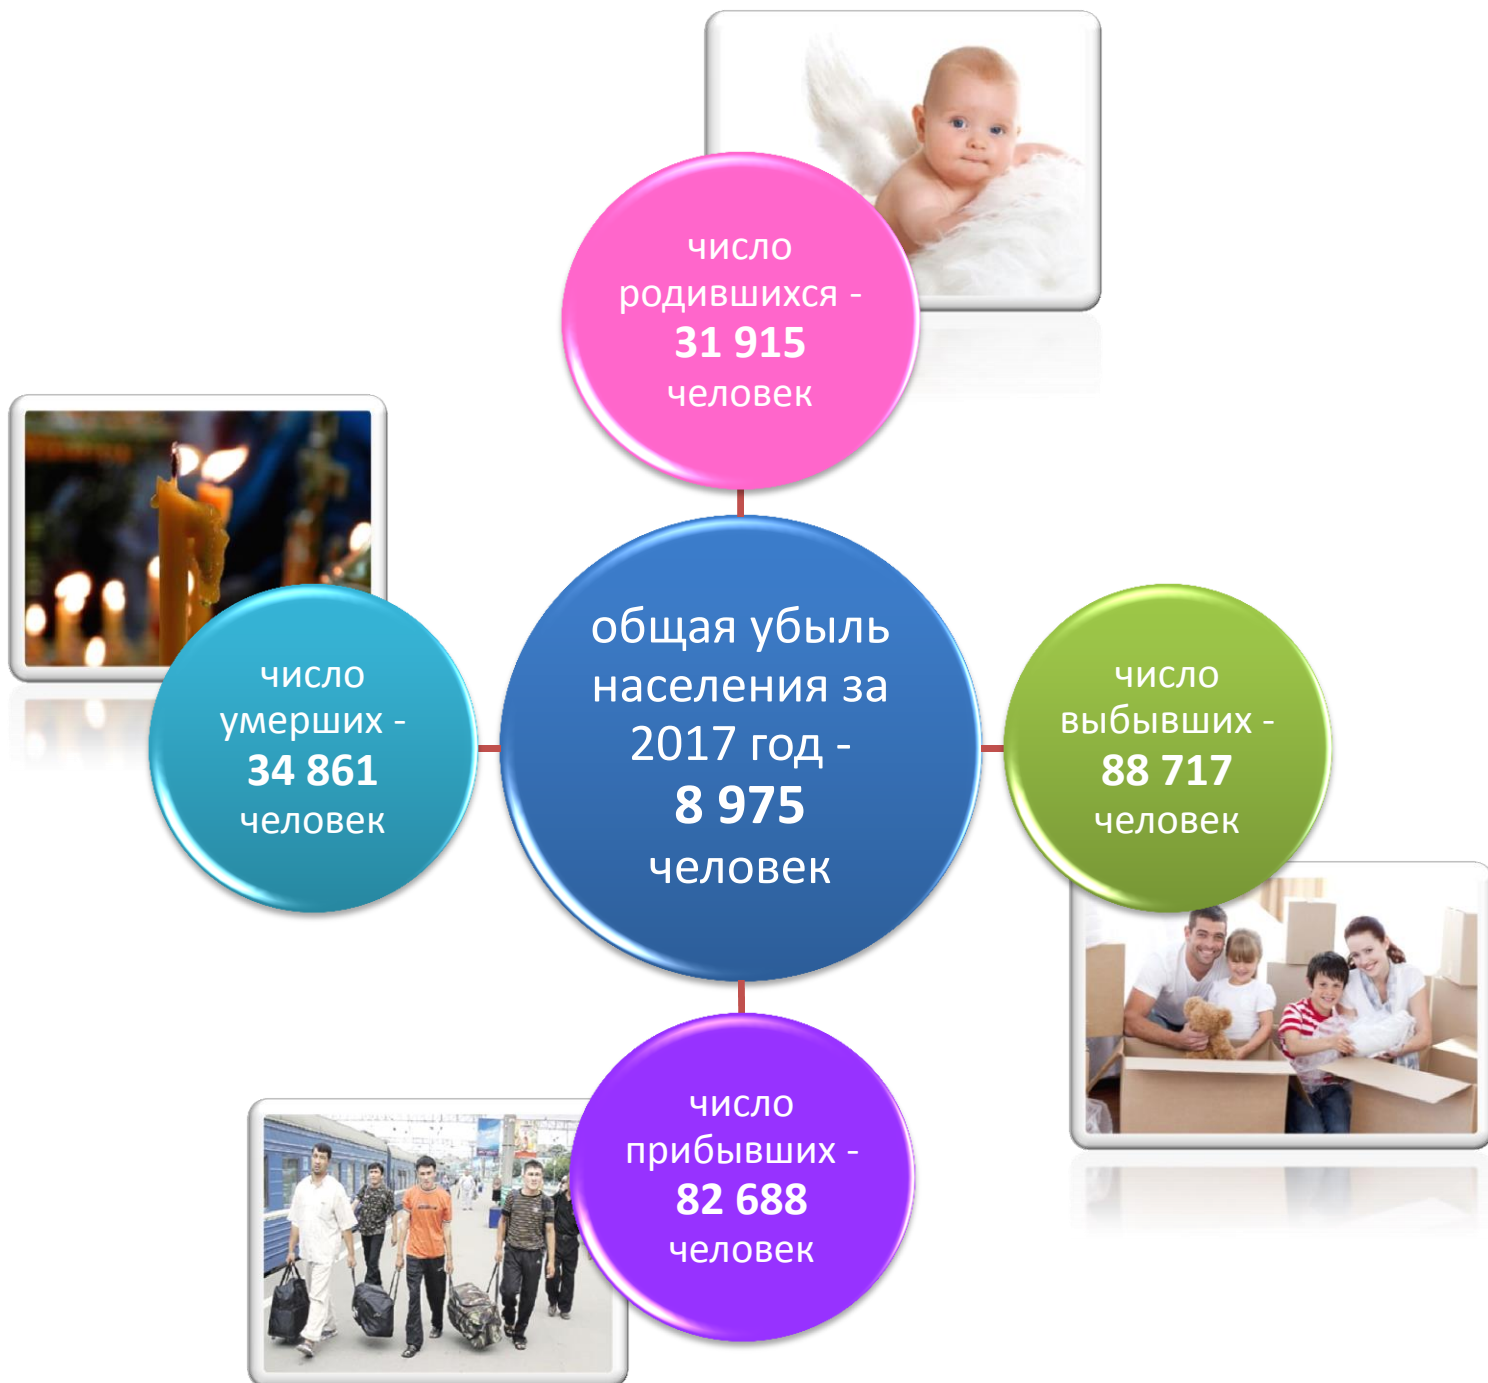 число
родившихся -
31 915
человек
число
умерших -
34 861
человек
общая убыль
населения за
2017 год -
8 975
человек
число
выбывших -
88 717
человек
число
прибывших -
82 688
человек